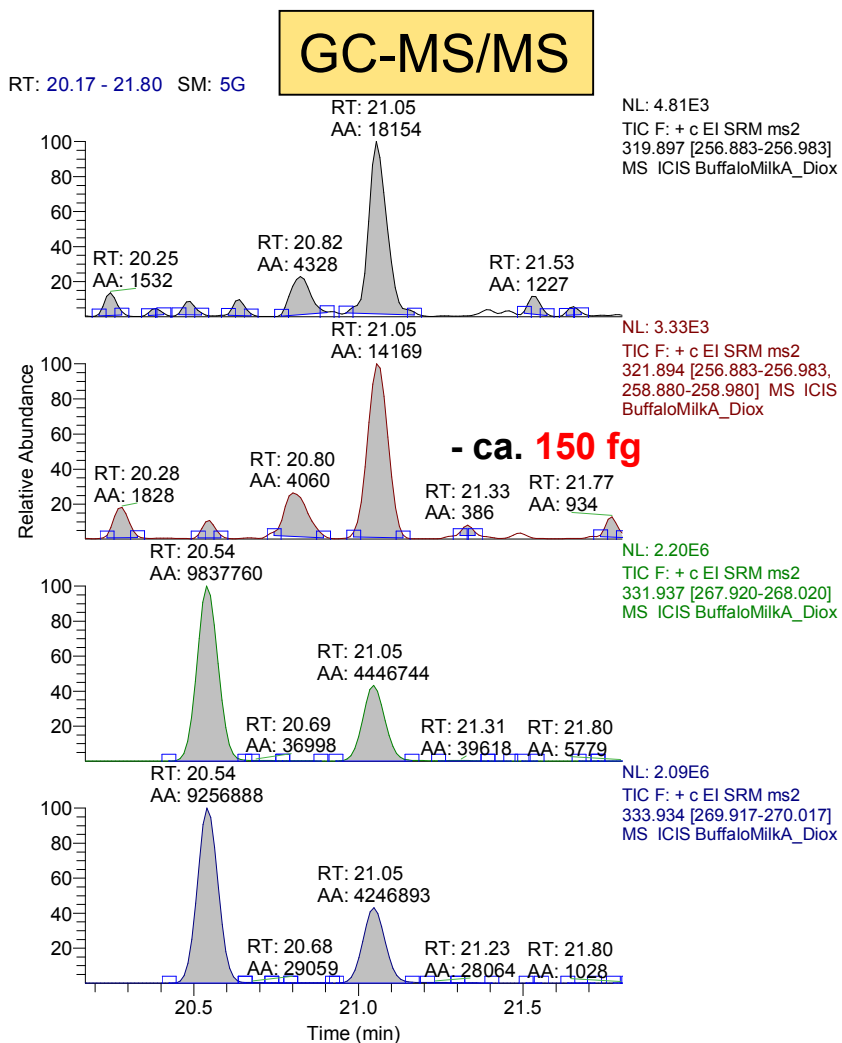 GC-MS/MS
RT: 20.17 - 21.80 SM: 5G
RT: 21.05
AA: 18154
NL: 4.81E3
TIC F: + c EI SRM ms2
319.897 [256.883-256.983]
MS ICIS BuffaloMilkA_Diox
100
80
60
40
20
RT: 20.25
AA: 1532
RT: 20.82
AA: 4328
RT: 21.53
AA: 1227
RT: 21.05
AA: 14169
NL: 3.33E3
TIC F: + c EI SRM ms2
321.894 [256.883-256.983,
258.880-258.980] MS ICIS
BuffaloMilkA_Diox
100
80
60
40
20
Relative Abundance
- ca. 150 fg
RT: 20.28
AA: 1828
RT: 20.80
AA: 4060
RT: 21.33
AA: 386
RT: 21.77
AA: 934
RT: 20.54
AA: 9837760
NL: 2.20E6
TIC F: + c EI SRM ms2
331.937 [267.920-268.020]
MS ICIS BuffaloMilkA_Diox
100
80
60
40
20
RT: 21.05
AA: 4446744
RT: 20.69
AA: 36998
RT: 21.31
AA: 39618
RT: 21.80
AA: 5779
RT: 20.54
AA: 9256888
NL: 2.09E6
TIC F: + c EI SRM ms2
333.934 [269.917-270.017]
MS ICIS BuffaloMilkA_Diox
100
80
60
40
20
RT: 21.05
AA: 4246893
RT: 20.68
AA: 29059
RT: 21.23
AA: 28064
RT: 21.80
AA: 1028
20.5 21.0 21.5
Time (min)